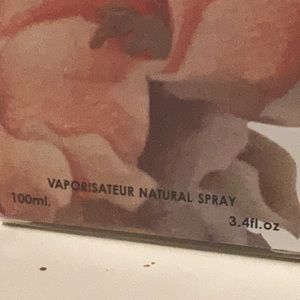 VAPORISATEUR NATURAL SPRAY
100ml.
3.4fl.oz